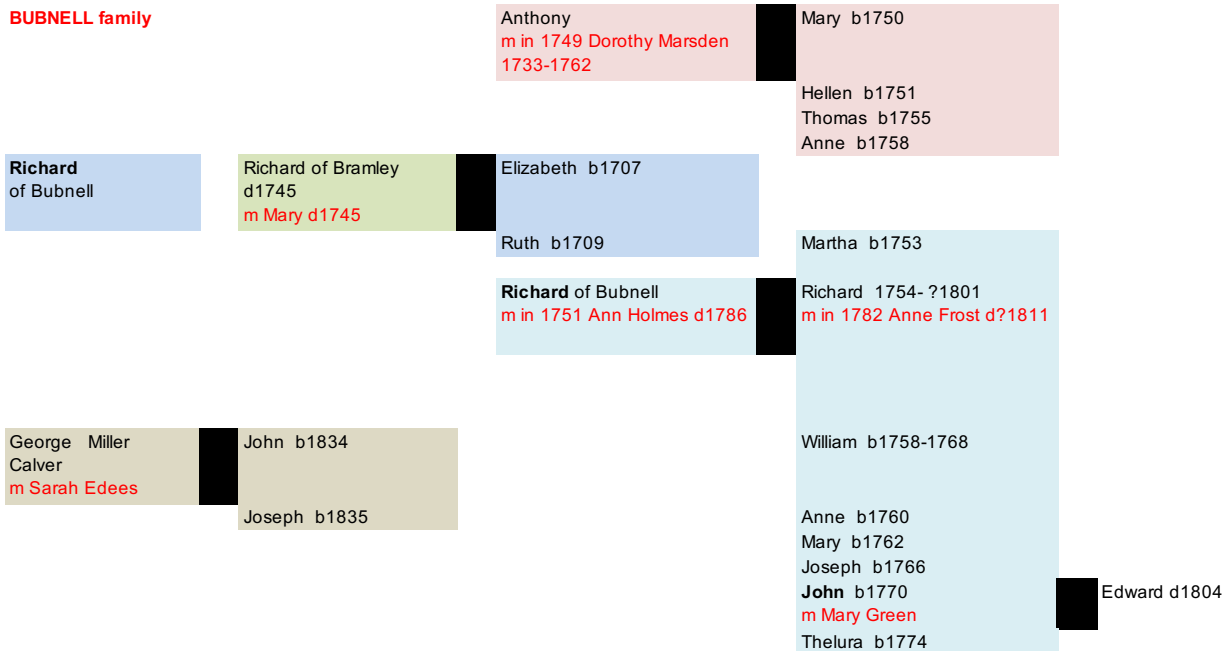 BUBNELL family
Anthony
m in 1749 Dorothy Marsden
1733-1762
Mary b1750
Hellen b1751
Thomas b1755
Anne b1758
Richard
of Bubnell
Richard of Bramley
d1745
m Mary d1745
Elizabeth b1707
Ruth b1709
Martha b1753
Richard of Bubnell
m in 1751 Ann Holmes d1786
Richard 1754- ?1801
m in 1782 Anne Frost d?1811
George Miller
Calver
m Sarah Edees
John b1834
Joseph b1835
William b1758-1768
Anne b1760
Mary b1762
Joseph b1766
John b1770
m Mary Green
Edward d1804
Thelura b1774